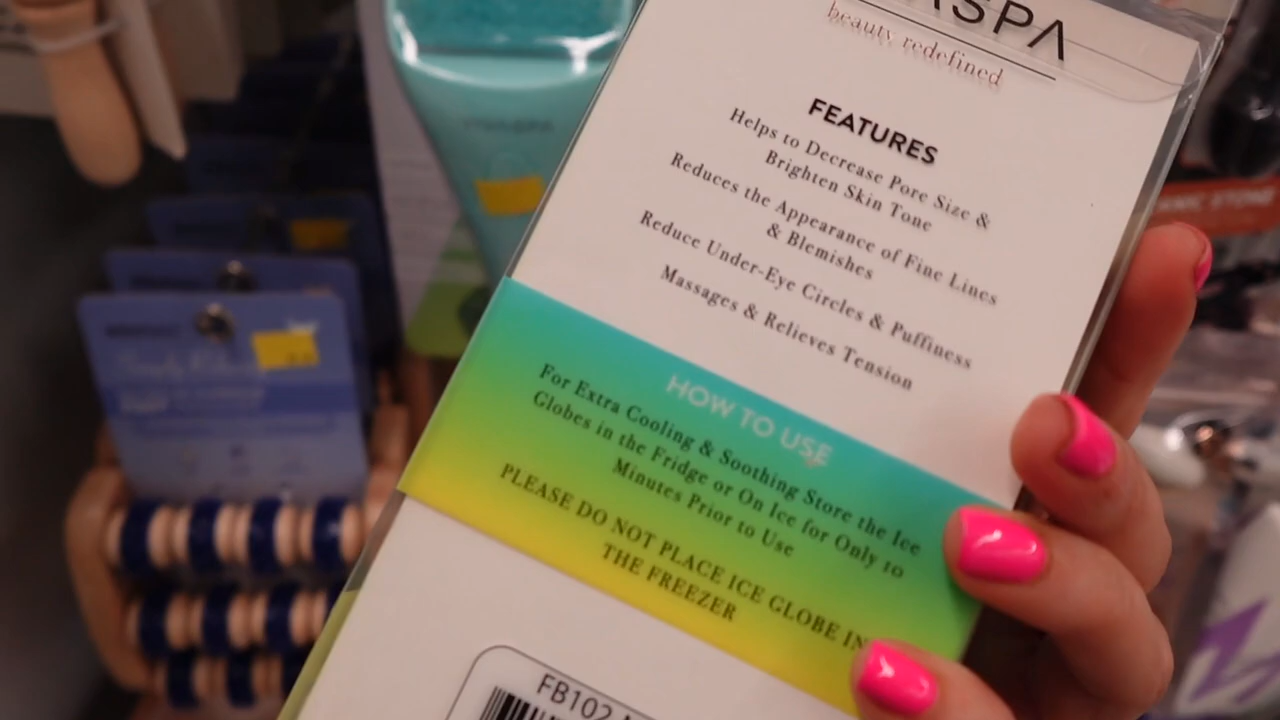 beauty redefined
FEATURES
Helps to Decrease Pore Size &
Brighten Skin Tone
Reduces the Appearance of Fine Lines
& Blemishes
Reduce Under-Eye Circles & Puffiness
Massages & Relieves Tension
HOW TO USE
For Extra Cooling & Soothing Store the Ice
Globes in the Fridge or On Ice for Only 10
Minutes Prior to Use
PLEASE DO NOT PLACE ICE GLOBE IN
THE FREEZER
FB102
STONE